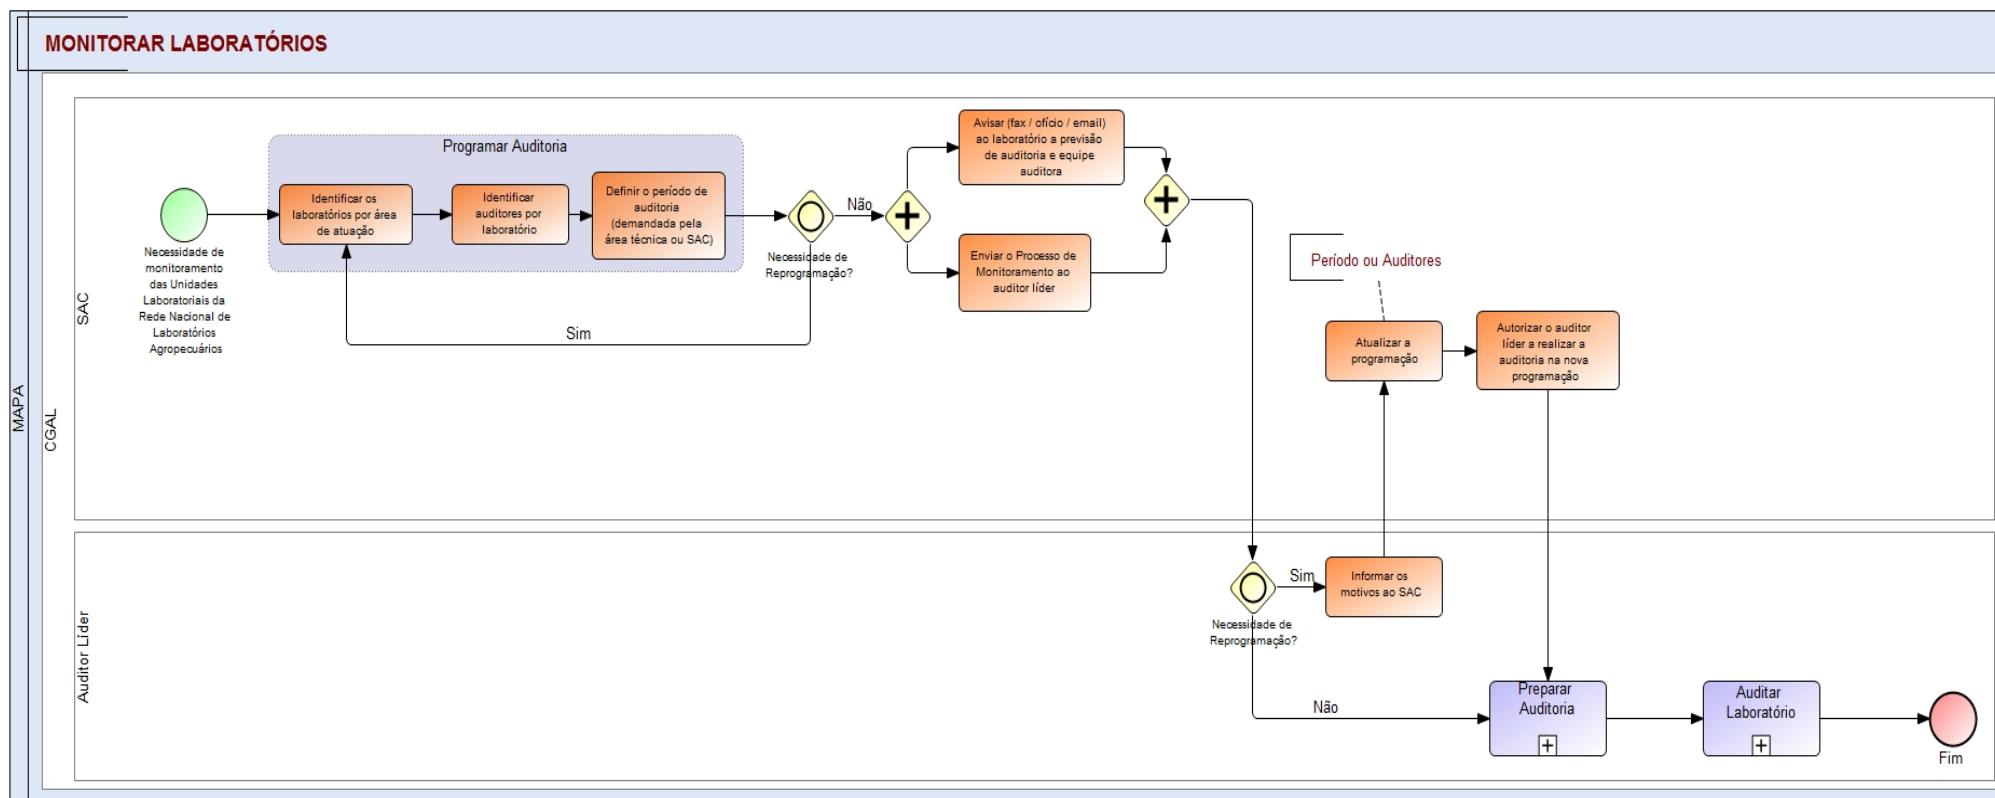 MONITORAR LABORATÓRIOS
MAPA
CGAL
SAC
Necessidade de
monitoramento
das Unidades
Laboratoriais da
Rede Nacional de
Laboratórios
Agropecuários
Programar Auditoria
Identificar os
laboratórios por área
de atuação
Identificar
auditores por
laboratório
Definir o período de
auditoria
(demandada pela
área técnica ou SAC)
Necessidade de
Reprogramação?
Não
Sim
Avisar (fax / ofício / email)
ao laboratório a previsão
de auditoria e equipe
auditora
Enviar o Processo de
Monitoramento ao
auditor líder
Período ou Auditores
Atualizar a
programação
Autorizar o auditor
líder a realizar a
auditoria na nova
programação
Auditor Líder
Necessidade de
Reprogramação?
Sim
Informar os
motivos ao SAC
Não
Preparar
Auditoria
Auditar
Laboratório
Fim